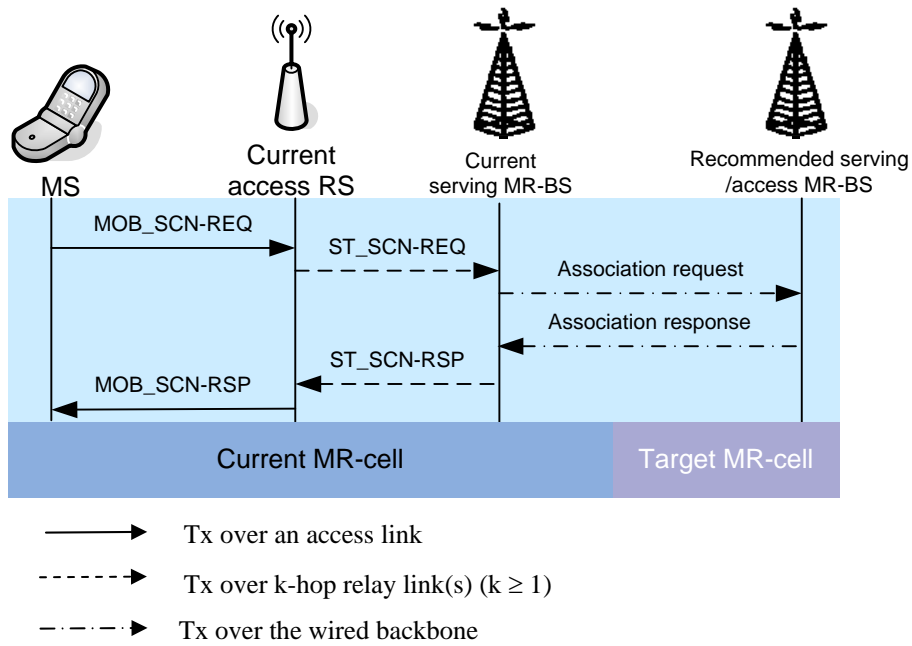 MS
Current
access RS
Current
serving MR-BS
Recommended serving
/access MR-BS
MOB_SCN-REQ
ST_SCN-REQ
Association request
Association response
ST_SCN-RSP
MOB_SCN-RSP
Current MR-cell
Target MR-cell
Tx over an access link
Tx over k-hop relay link(s) (k ≥ 1)
Tx over the wired backbone